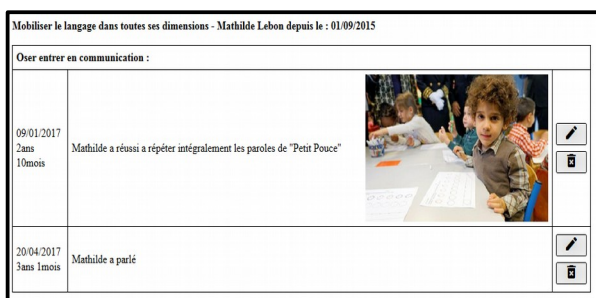 Mobiliser le langage dans toutes ses dimensions - Mathilde Lebon depuis le : 01/09/2015
Oser entrer en communication :
09/01/2017
2ans
10mois
Mathilde a réussi a répéter intégralement les paroles de "Petit Pouce"
20/04/2017
3ans 1mois
Mathilde a parlé